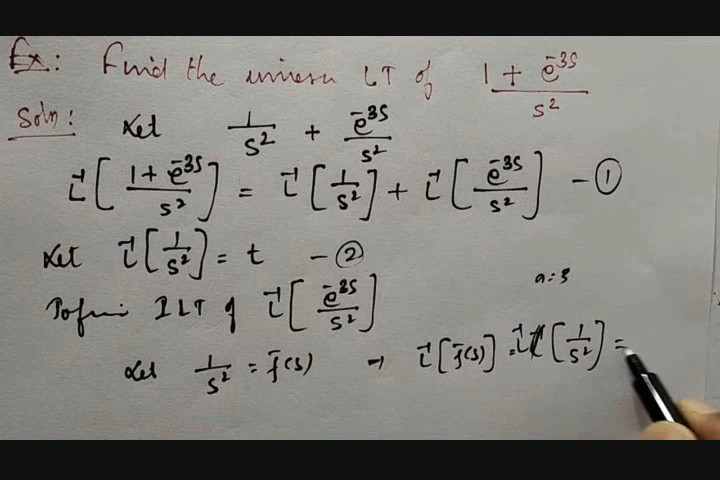 Ex: Find the inverse LT of (1 + e^-3s)/s²
Soln: Let 1/s² + e^-3s/s²
L⁻¹[(1 + e^-3s)/s²] = L⁻¹[1/s²] + L⁻¹[e^-3s/s²] – ①
Let L⁻¹[1/s²] = t – ②
ILT of L⁻¹[e^-3s/s²]
a=3
Let 1/s² = f̄(s) → L⁻¹[f̄(s)] = L⁻¹[1/s²] =